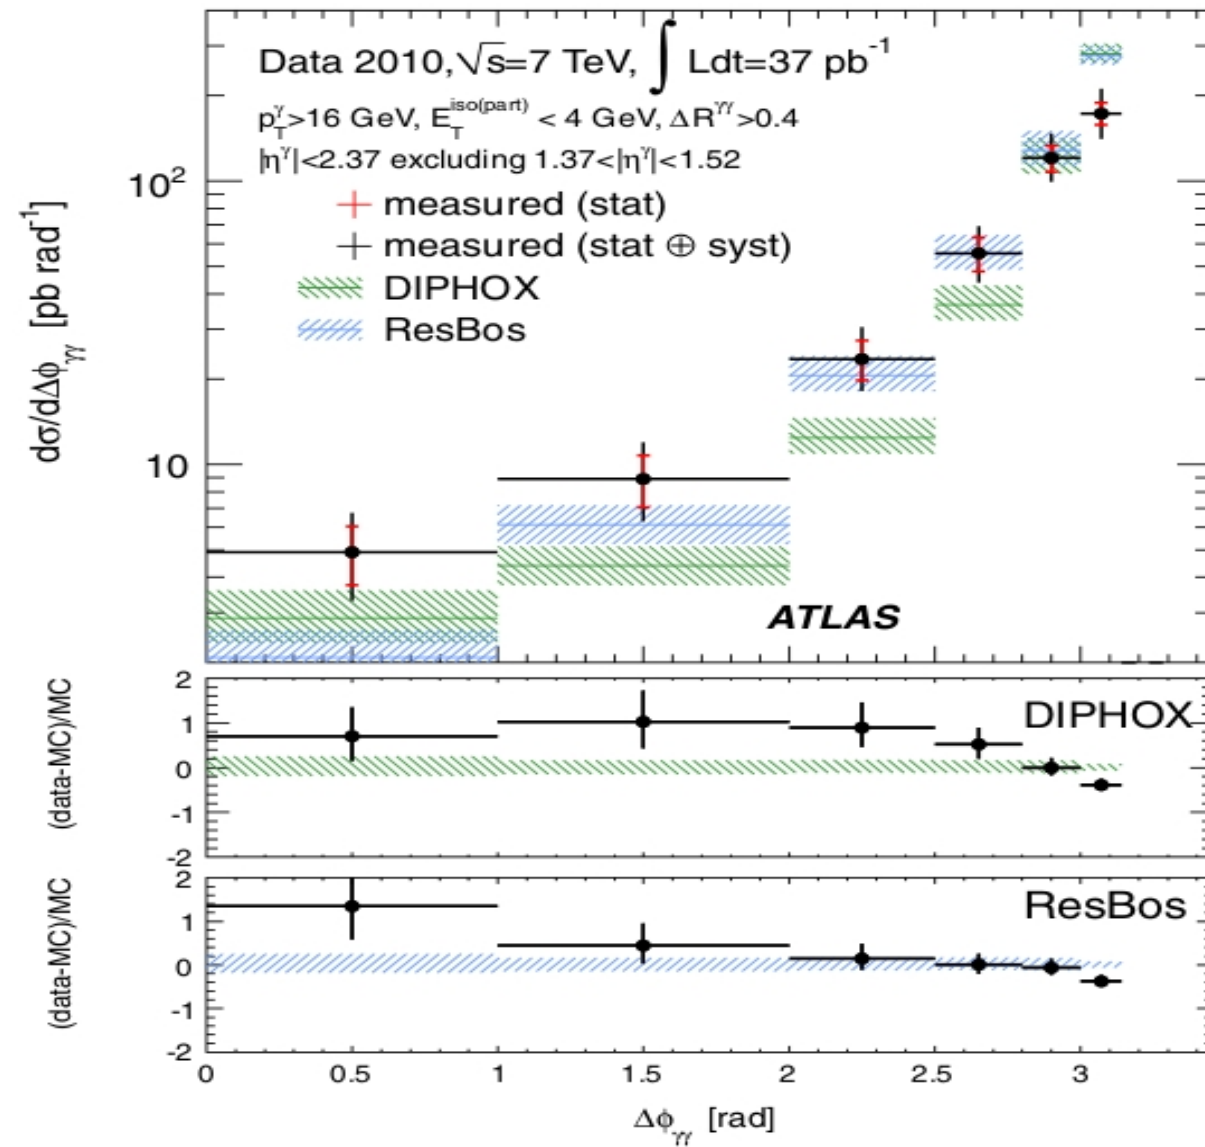 Data 2010, √s=7 TeV, ∫ Ldt=37 pb⁻¹
p_T^γ>16 GeV, E_T^iso(part) < 4 GeV, ΔR^γγ>0.4
|η^γ|<2.37 excluding 1.37<|η^γ|<1.52
measured (stat)
measured (stat ⊕ syst)
DIPHOX
ResBos
dσ/dΔϕ_γγ [pb rad⁻¹]
10²
10
ATLAS
(data-MC)/MC
2
1
0
-1
-2
DIPHOX
(data-MC)/MC
2
1
0
-1
-2
ResBos
0 0.5 1 1.5 2 2.5 3
Δϕ_γγ [rad]